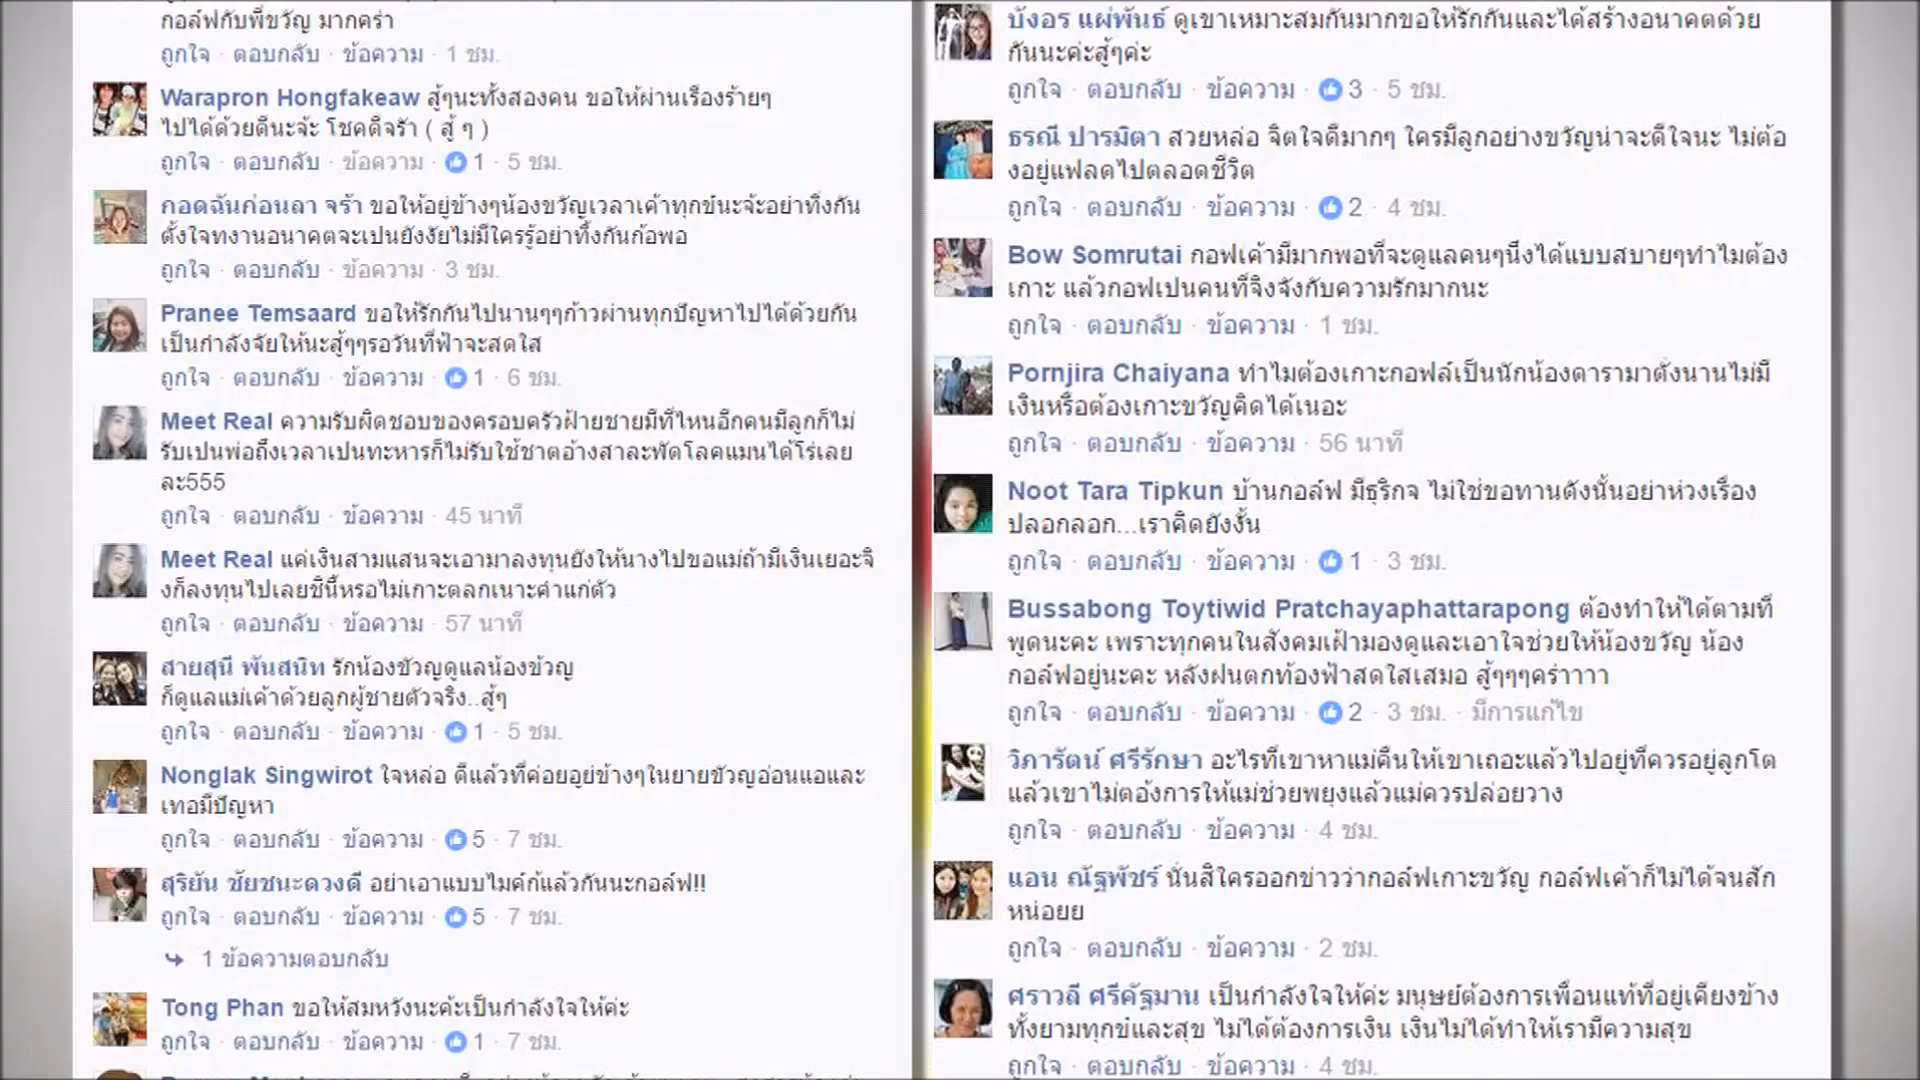 กอล์ฟกับพี่ขวัญ มากคร่า
ถูกใจ · ตอบกลับ · ข้อความ · 1 ชม.
Warapron Hongfakeaw สู้ๆนะทั้งสองคน ขอให้ผ่านเรื่องร้ายๆ
ไปได้ด้วยดีนะจ้ะ โชคดีจร้า ( สู้ ๆ )
ถูกใจ · ตอบกลับ · ข้อความ · 1 · 5 ชม.
กอดฉันก่อนลา จร้า ขอให้อยู่ข้างๆน้องขวัญเวลาเค้าทุกข์นะจ้ะอย่าทิ่งกัน
ตั้งใจทงานอนาคตจะเปนยังงัยไม่มีใครรู้อย่าทิ้งกันก้อพอ
ถูกใจ · ตอบกลับ · ข้อความ · 3 ชม.
Pranee Temsaard ขอให้รักกันไปนานๆๆก้าวผ่านทุกปัญหาไปได้ด้วยกัน
เป็นกำลังจัยให้นะสู้ๆๆรอวันที่ฟ้าจะสดใส
ถูกใจ · ตอบกลับ · ข้อความ · 1 · 6 ชม.
Meet Real ความรับผิดชอบของครอบครัวฝ้ายชายมีที่ไหนอีกคนมีลูกก็ไม่
รับเปนพ่อถึงเวลาเปนทะหารก็ไม่รับใช้ชาตอ้างสาละพัดโลคแมนได้โร่เลย
ละ555
ถูกใจ · ตอบกลับ · ข้อความ · 45 นาที
Meet Real แค่เงินสามแสนจะเอามาลงทุนยังให้นางไปขอแม่ถ้ามีเงินเยอะจิ
งก็ลงทุนไปเลยชิ่นี้หรอไม่เกาะตลกเนาะคำแก่ตัว
ถูกใจ · ตอบกลับ · ข้อความ · 57 นาที
สายสุนี พันสนิท รักน้องขัวญดูแลน้องขัวญ
ก็ดูแลแม่เค้าด้วยลูกผู้ชายตัวจริง..สู้ๆ
ถูกใจ · ตอบกลับ · ข้อความ · 1 · 5 ชม.
Nonglak Singwirot ใจหล่อ ดีแล้วที่ค่อยอยู่ข้างๆในยายขัวญอ่อนแอและ
เทอมีปัญหา
ถูกใจ · ตอบกลับ · ข้อความ · 5 · 7 ชม.
สุริยัน ชัยชนะดวงดี อย่าเอาแบบไมค์ก้แล้วกันนะกอล์ฟ!!
ถูกใจ · ตอบกลับ · ข้อความ · 5 · 7 ชม.
1 ข้อความตอบกลับ
Tong Phan ขอให้สมหวังนะค้ะเป็นกำลังใจให้ค่ะ
ถูกใจ · ตอบกลับ · ข้อความ · 1 · 7 ชม.
บังอร แผ่พันธ์ ดูเขาเหมาะสมกันมากขอให้รักกันและได้สร้างอนาคตด้วย
กันนะค่ะสู้ๆค่ะ
ถูกใจ · ตอบกลับ · ข้อความ · 3 · 5 ชม.
ธรณี ปารมิตา สวยหล่อ จิตใจดีมากๆ ใครมีลูกอย่างขวัญน่าจะดีใจนะ ไม่ต้อ
งอยู่แฟลตไปตลอดชีวิต
ถูกใจ · ตอบกลับ · ข้อความ · 2 · 4 ชม.
Bow Somrutai กอฟเค้ามีมากพอที่จะดูแลคนๆนึงได้แบบสบายๆทำไมต้อง
เกาะ แล้วกอฟเปนคนที่จิงจังกับความรักมากนะ
ถูกใจ · ตอบกลับ · ข้อความ · 1 ชม.
Pornjira Chaiyana ทำไมต้องเกาะกอฟล์เป็นนักน้องดารามาตั่งนานไม่มี
เงินหรือต้องเกาะขวัญคิดได้เนอะ
ถูกใจ · ตอบกลับ · ข้อความ · 56 นาที
Noot Tara Tipkun บ้านกอล์ฟ มีธุริกจ ไม่ใช่ขอทานดังนั้นอย่าห่วงเรื่อง
ปลอกลอก...เราคิดยังงั้น
ถูกใจ · ตอบกลับ · ข้อความ · 1 · 3 ชม.
Bussabong Toytiwid Pratchayaphattarapong ต้องทำให้ได้ตามที่
พูดนะคะ เพราะทุกคนในสังคมเฝ้ามองดูและเอาใจช่วยให้น้องขวัญ น้อง
กอล์ฟอยู่นะคะ หลังฝนตกท้องฟ้าสดใสเสมอ สู้ๆๆๆคร่าาาา
ถูกใจ · ตอบกลับ · ข้อความ · 2 · 3 ชม. · มีการแก้ไข
วิภารัตน์ ศรีรักษา อะไรที่เขาหาแม่คืนให้เขาเถอะแล้วไปอยู่ที่ควรอยู่ลูกโต
แล้วเขาไม่ตอ้งการให้แม่ช่วยพยุงแล้วแม่ควรปล่อยวาง
ถูกใจ · ตอบกลับ · ข้อความ · 4 ชม.
แอน ณัฐพัชร์ นั่นสิใครออกข่าวว่ากอล์ฟเกาะขวัญ กอล์ฟเค้าก็ไม่ได้จนสัก
หน่อยย
ถูกใจ · ตอบกลับ · ข้อความ · 2 ชม.
ศราวลี ศรีคัฐมาน เป็นกำลังใจให้ค่ะ มนุษย์ต้องการเพื่อนแท้ที่อยู่เคียงข้าง
ทั้งยามทุกข์และสุข ไม่ได้ต้องการเงิน เงินไม่ได้ทำให้เรามีความสุข
ถูกใจ · ตอบกลับ · ข้อความ · 4 ชม.